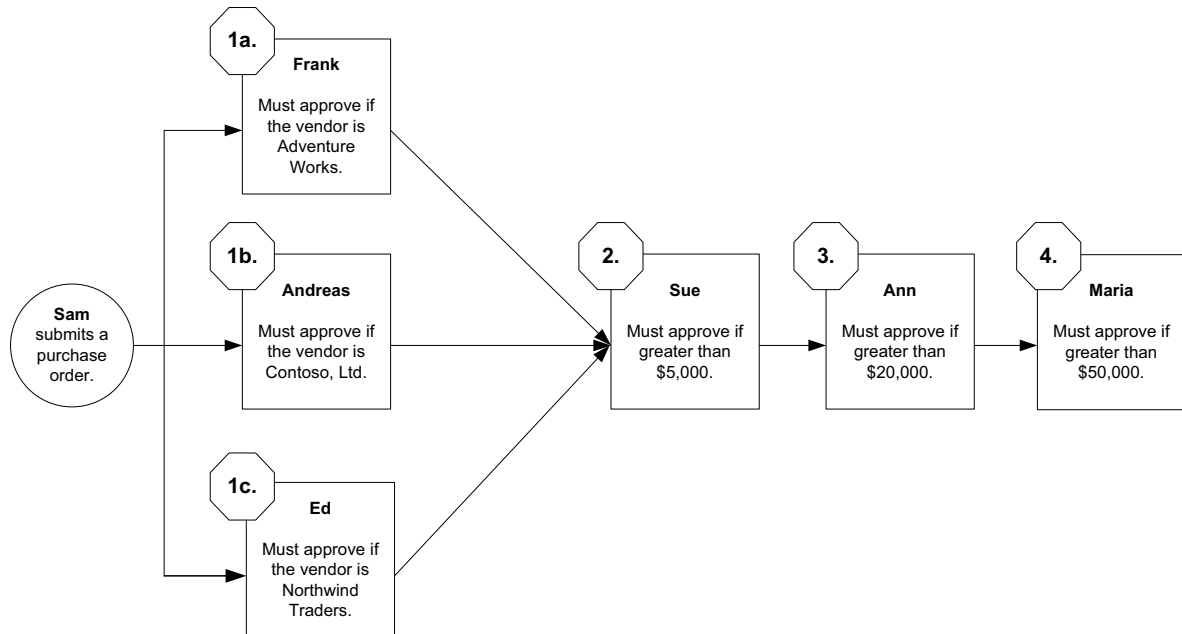 1a.
Frank
Must approve if
the vendor is
Adventure
Works.
Sam
submits a
purchase
order.
1b.
Andreas
Must approve if
the vendor is
Contoso, Ltd.
1c.
Ed
Must approve if
the vendor is
Northwind
Traders.
2.
Sue
Must approve if
greater than
$5,000.
3.
Ann
Must approve if
greater than
$20,000.
4.
Maria
Must approve if
greater than
$50,000.